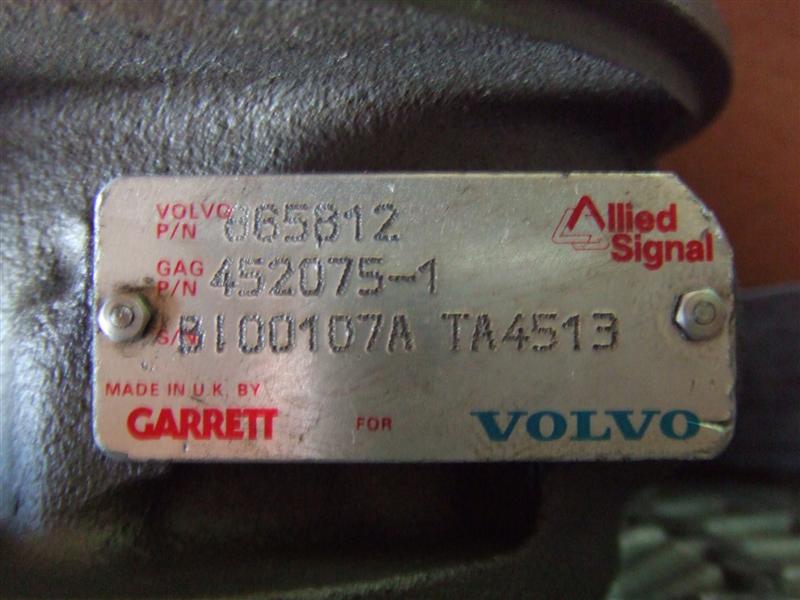 VOLVO P/N 865812
Allied Signal
GAG P/N 452075-1
S/N BI00107A TA4513
MADE IN U.K. BY
GARRETT FOR VOLVO